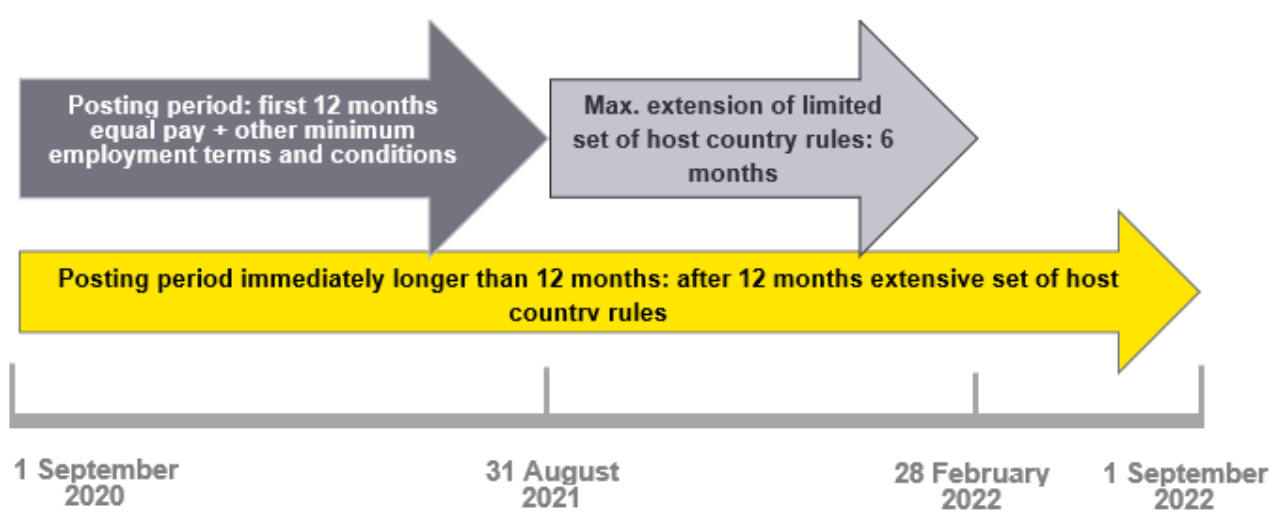 Posting period: first 12 months
equal pay + other minimum
employment terms and conditions
Max. extension of limited
set of host country rules: 6
months
Posting period immediately longer than 12 months: after 12 months extensive set of host
country rules
1 September
2020
31 August
2021
28 February
2022
1 September
2022